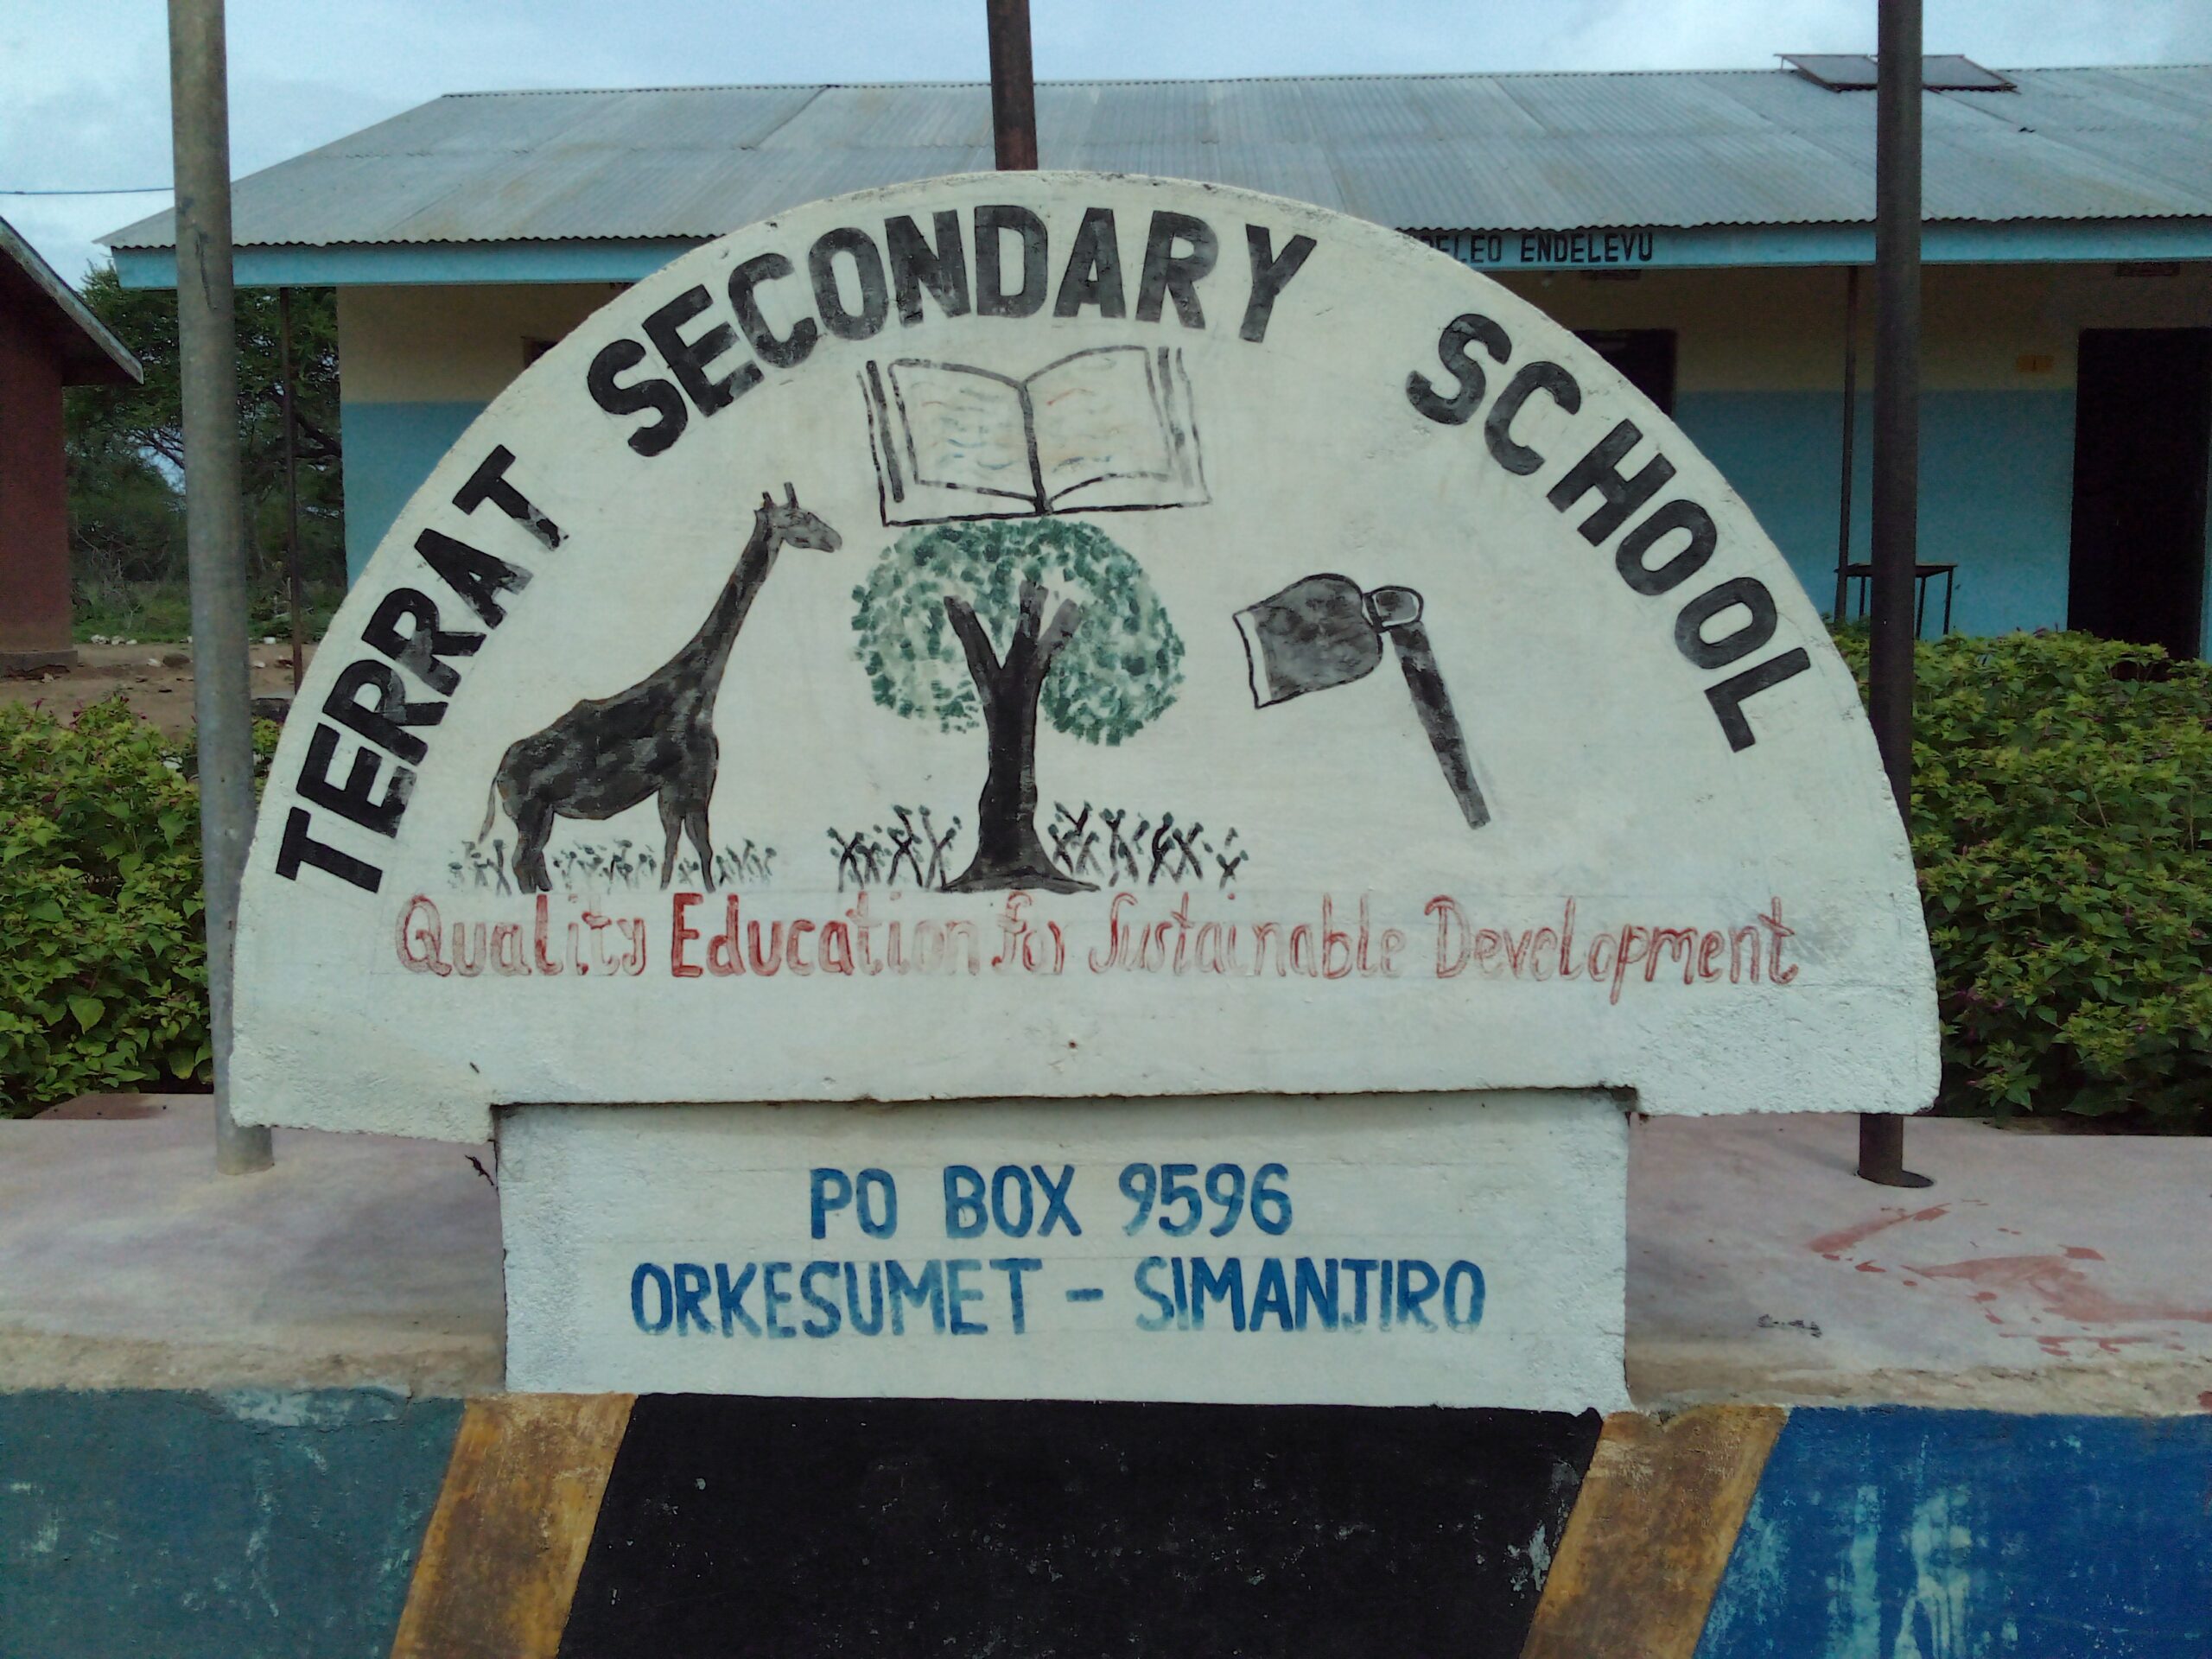 ENDELEVU
TERRAT SECONDARY SCHOOL
Quality Education for Sustainable Development
PO BOX 9596
ORKESUMET - SIMANJIRO